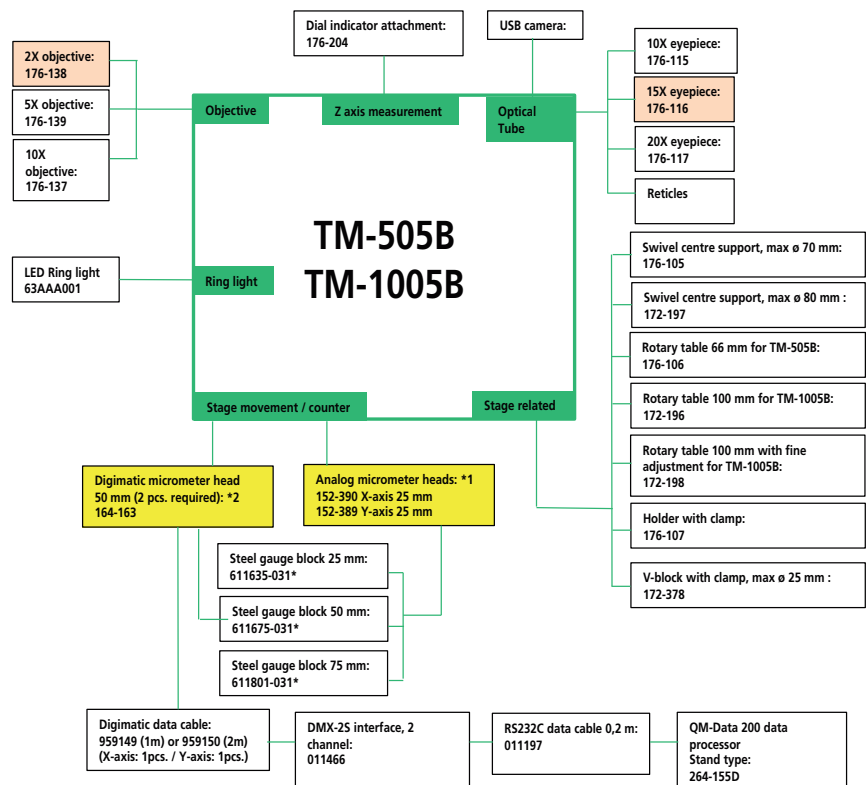 Dial indicator attachment:
176-204
USB camera:
2X objective:
176-138
5X objective:
176-139
10X
objective:
176-137
10X eyepiece:
176-115
15X eyepiece:
176-116
20X eyepiece:
176-117
Reticles
Objective
Z axis measurement
Optical
Tube
TM-505B
TM-1005B
LED Ring light
63AAA001
Ring light
Swivel centre support, max ø 70 mm:
176-105
Swivel centre support, max ø 80 mm :
172-197
Rotary table 66 mm for TM-505B:
176-106
Rotary table 100 mm for TM-1005B:
172-196
Rotary table 100 mm with fine
adjustment for TM-1005B:
172-198
Holder with clamp:
176-107
V-block with clamp, max ø 25 mm :
172-378
Stage movement / counter
Stage related
Digimatic micrometer head
50 mm (2 pcs. required): *2
164-163
Analog micrometer heads: *1
152-390 X-axis 25 mm
152-389 Y-axis 25 mm
Steel gauge block 25 mm:
611635-031*
Steel gauge block 50 mm:
611675-031*
Steel gauge block 75 mm:
611801-031*
Digimatic data cable:
959149 (1m) or 959150 (2m)
(X-axis: 1pcs. / Y-axis: 1pcs.)
DMX-2S interface, 2
channel:
011466
RS232C data cable 0,2 m:
011197
QM-Data 200 data
processor
Stand type:
264-155D